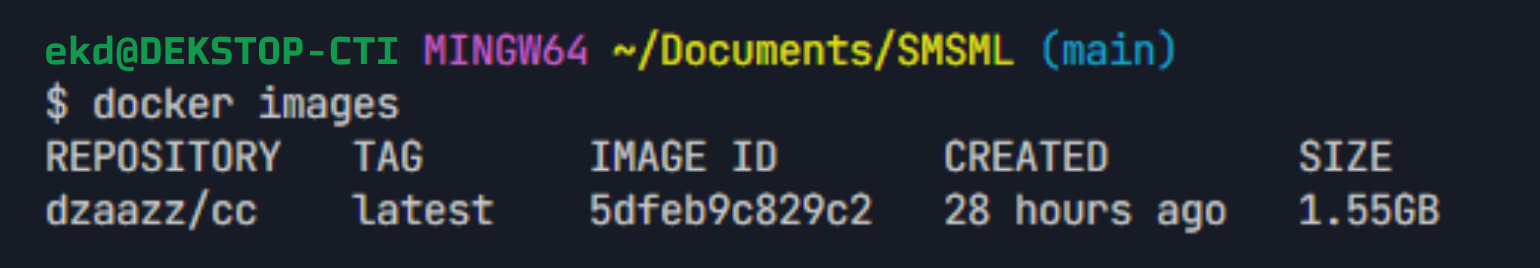 ekd@DEKSTOP-CTI MINGW64 ~/Documents/SMSML (main)
$ docker images
REPOSITORY   TAG       IMAGE ID       CREATED        SIZE
dzaazz/cc    latest    5dfeb9c829c2   28 hours ago   1.55GB